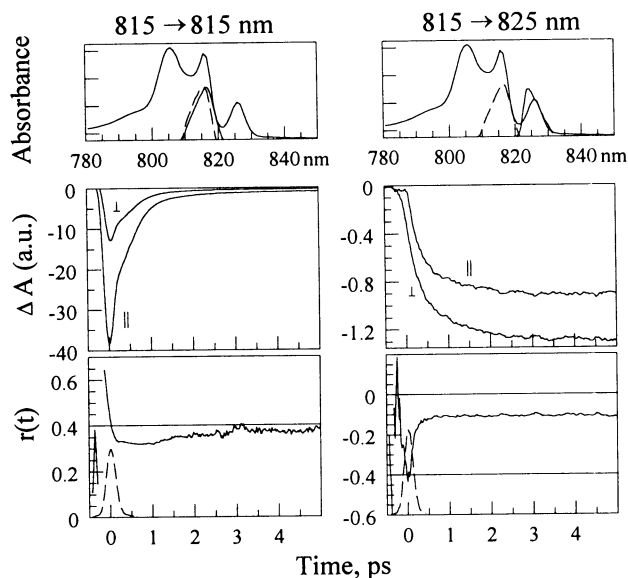 815 → 815 nm
815 → 825 nm
Absorbance
780 800 820 840 nm
780 800 820 840 nm
ΔA (a.u.)
0
-10
-20
-30
-40
⊥
||
0
-0.4
-0.8
-1.2
||
⊥
r(t)
0.6
0.4
0.2
0
0
-0.2
-0.4
-0.6
0 1 2 3 4
0 1 2 3 4
Time, ps